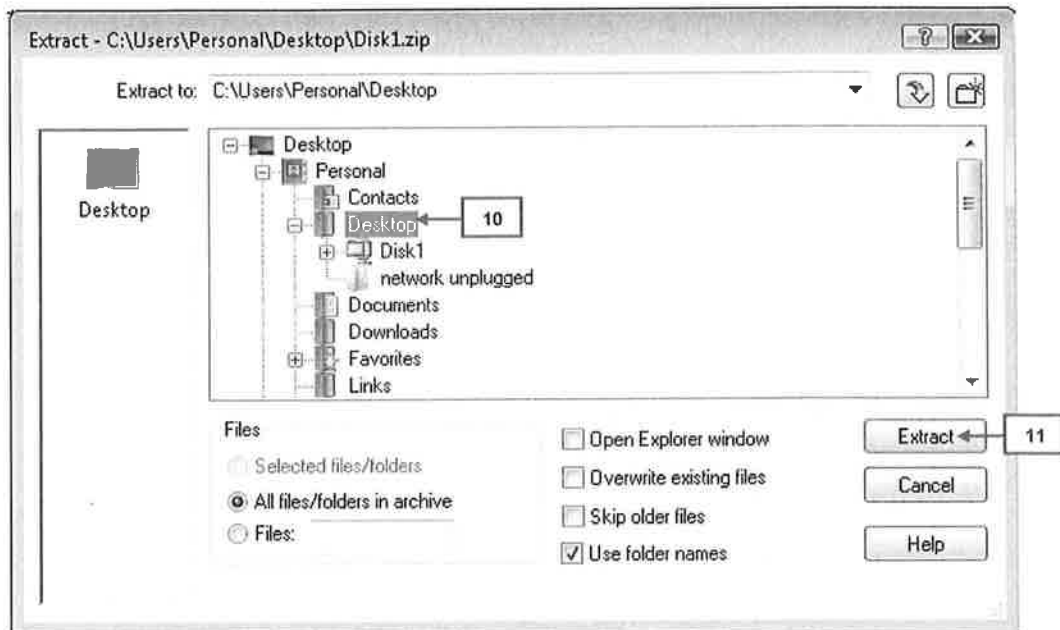 Extract - C:\Users\Personal\Desktop\Disk1.zip
Extract to: C:\Users\Personal\Desktop
Desktop
Desktop
Personal
Contacts
Desktop
10
Disk1
network unplugged
Documents
Downloads
Favorites
Links
Files
Selected files/folders
All files/folders in archive
Files:
Open Explorer window
Overwrite existing files
Skip older files
Use folder names
Extract
11
Cancel
Help